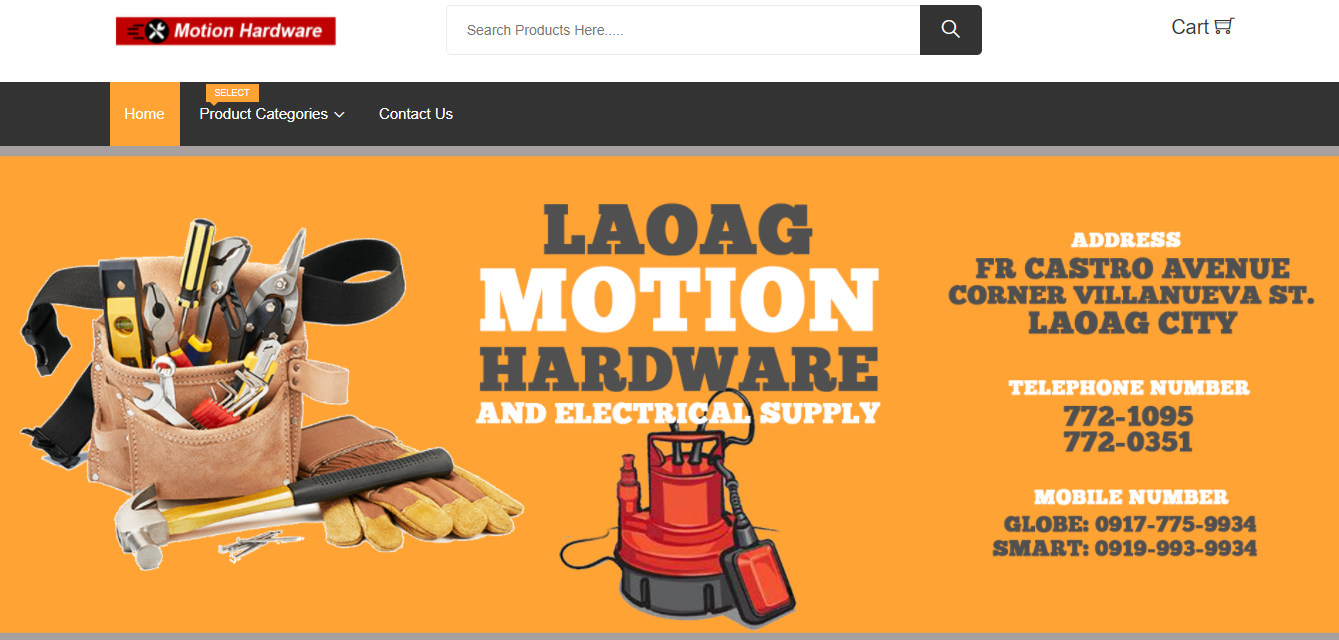 Motion Hardware
Search Products Here.....
Cart
Home
SELECT
Product Categories
Contact Us
LAOAG
MOTION
HARDWARE
AND ELECTRICAL SUPPLY
ADDRESS
FR CASTRO AVENUE
CORNER VILLANUEVA ST.
LAOAG CITY
TELEPHONE NUMBER
772-1095
772-0351
MOBILE NUMBER
GLOBE: 0917-775-9934
SMART: 0919-993-9934